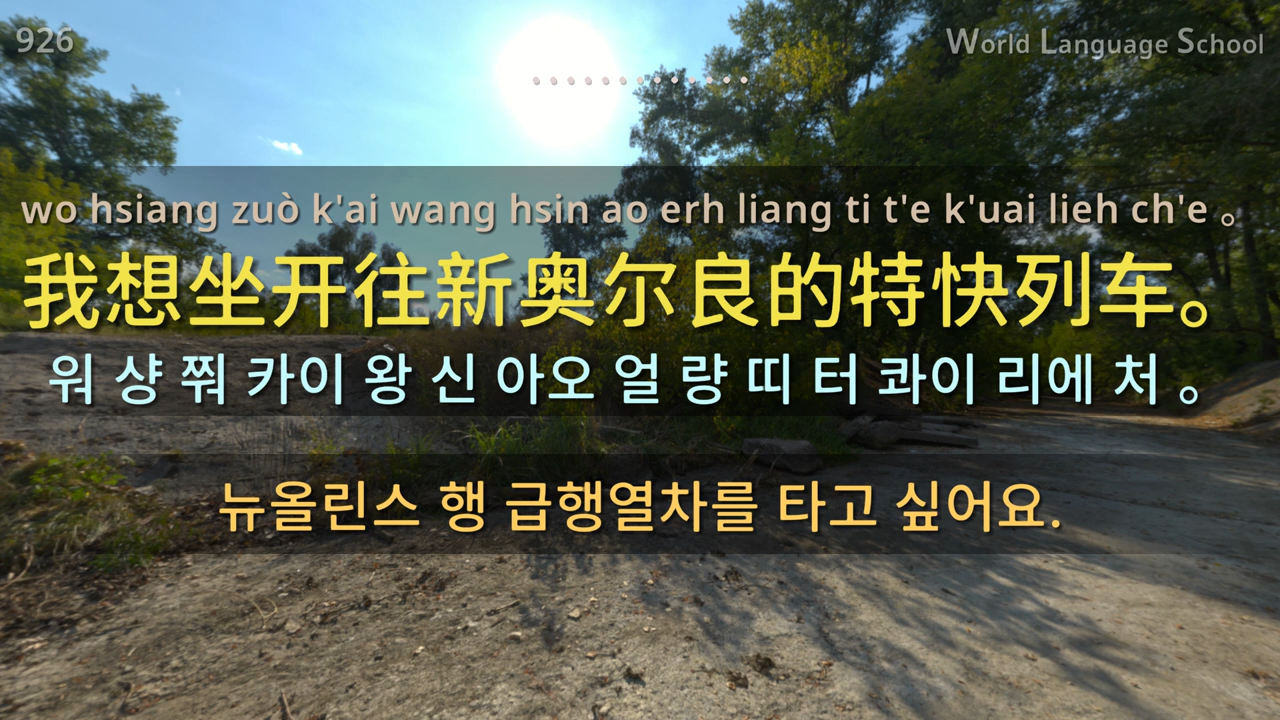 926
World Language School
wo hsiang zuò k'ai wang hsin ao erh liang ti t'e k'uai lieh ch'e 。
我想坐开往新奥尔良的特快列车。
워 샹 쭤 카이 왕 신 아오 얼 량 띠 터 콰이 리에 처 。
뉴올린스 행 급행열차를 타고 싶어요.